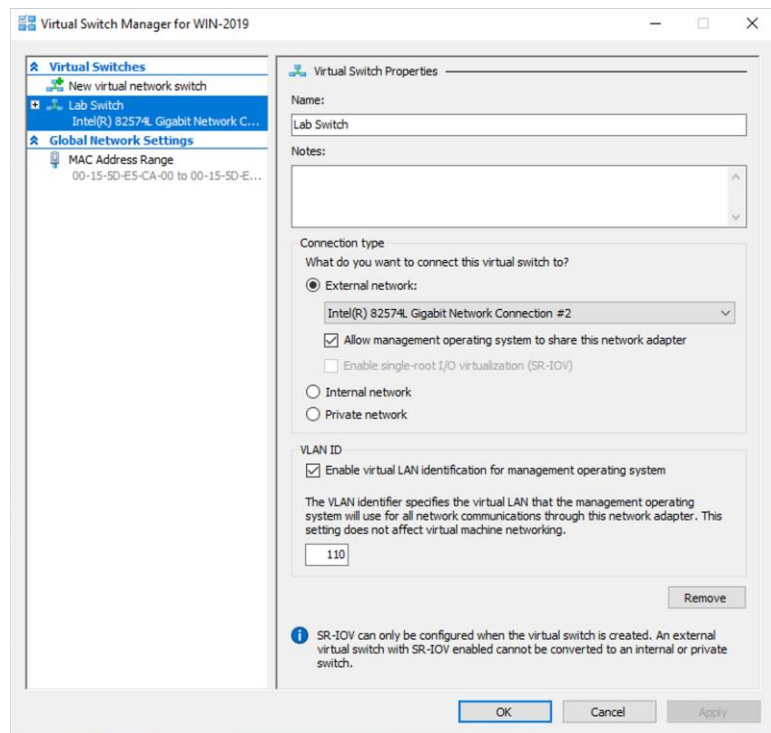 Virtual Switch Manager for WIN-2019
Virtual Switches
New virtual network switch
Lab Switch
Intel(R) 82574L Gigabit Network C...
Global Network Settings
MAC Address Range
00-15-5D-E5-CA-00 to 00-15-5D-E...
Virtual Switch Properties
Name:
Lab Switch
Notes:
Connection type
What do you want to connect this virtual switch to?
External network:
Intel(R) 82574L Gigabit Network Connection #2
Allow management operating system to share this network adapter
Enable single-root I/O virtualization (SR-IOV)
Internal network
Private network
VLAN ID
Enable virtual LAN identification for management operating system
The VLAN identifier specifies the virtual LAN that the management operating
system will use for all network communications through this network adapter. This
setting does not affect virtual machine networking.
110
Remove
SR-IOV can only be configured when the virtual switch is created. An external
virtual switch with SR-IOV enabled cannot be converted to an internal or private
switch.
OK
Cancel
Apply